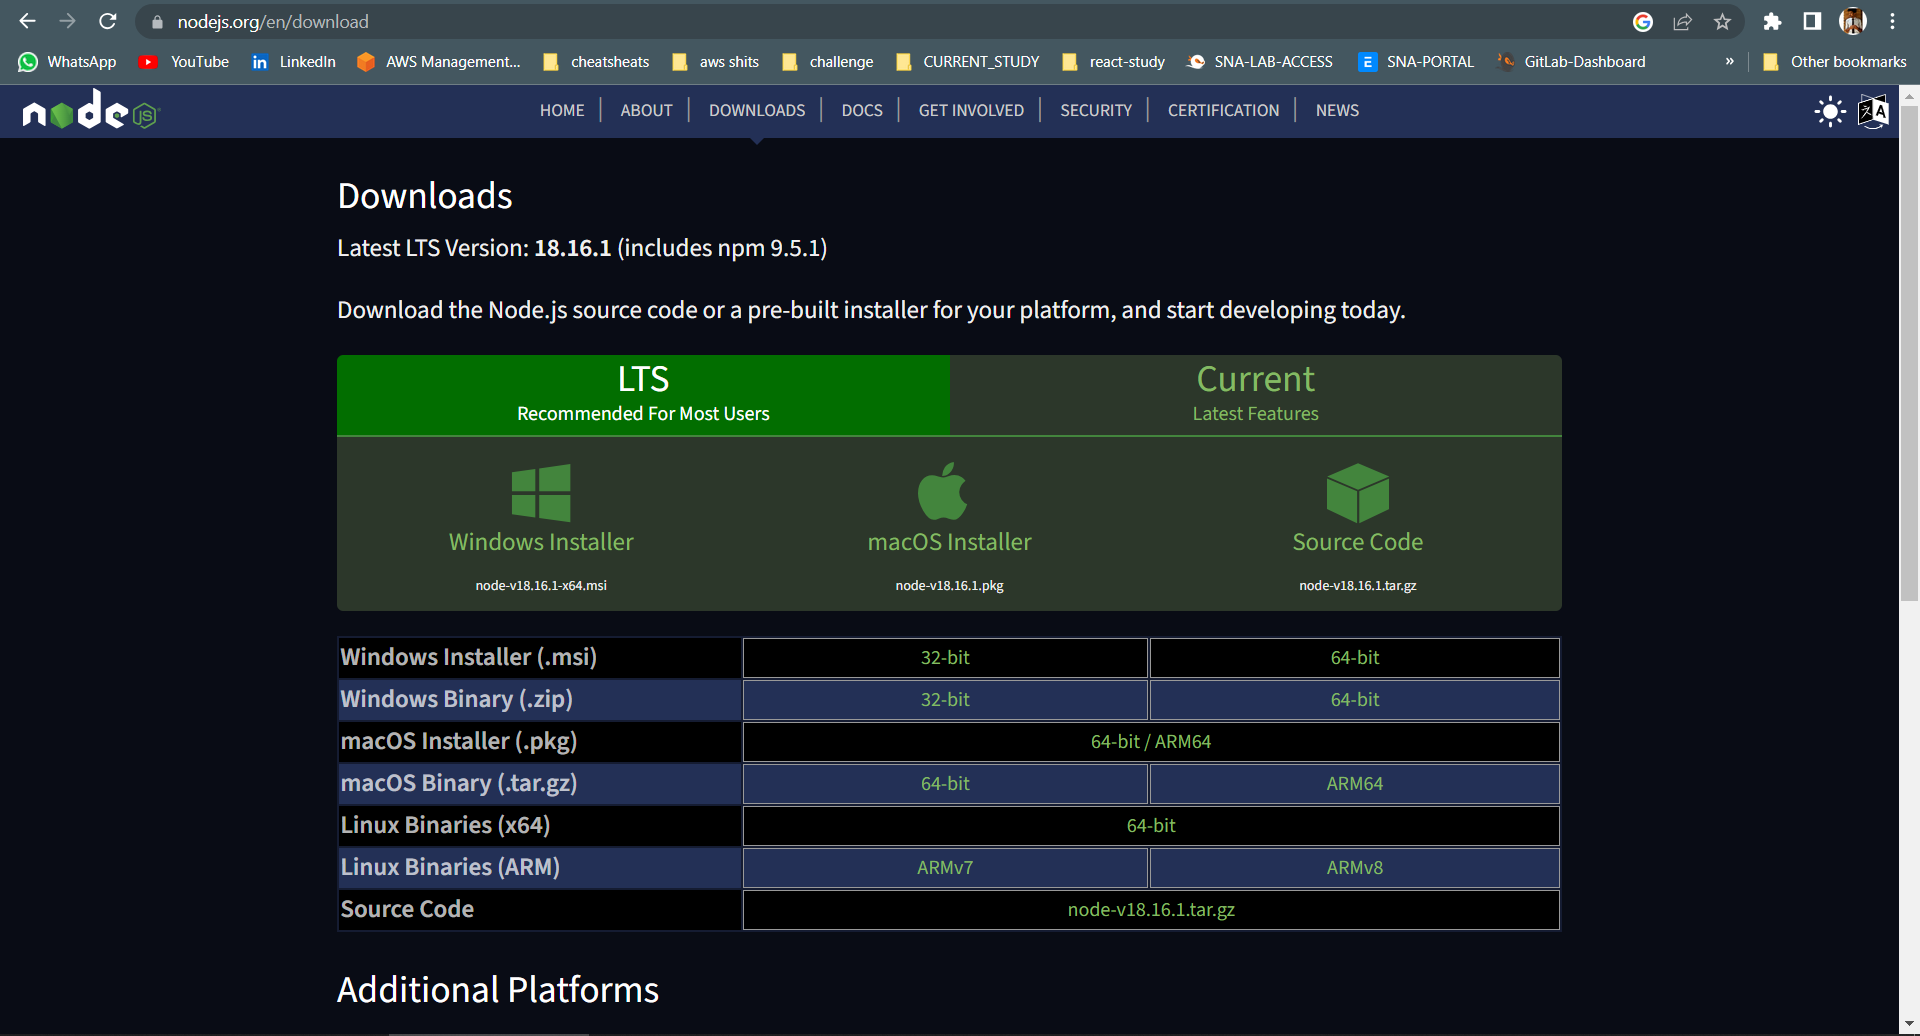 nodejs.org/en/download
WhatsApp YouTube in LinkedIn AWS Management... cheatsheats aws shits challenge CURRENT_STUDY react-study SNA-LAB-ACCESS E SNA-PORTAL GitLab-Dashboard » Other bookmarks
node JS HOME ABOUT DOWNLOADS DOCS GET INVOLVED SECURITY CERTIFICATION NEWS 文 A
Downloads
Latest LTS Version: 18.16.1 (includes npm 9.5.1)
Download the Node.js source code or a pre-built installer for your platform, and start developing today.
LTS Current
Recommended For Most Users Latest Features
Windows Installer macOS Installer Source Code
node-v18.16.1-x64.msi node-v18.16.1.pkg node-v18.16.1.tar.gz
Windows Installer (.msi) 32-bit 64-bit
Windows Binary (.zip) 32-bit 64-bit
macOS Installer (.pkg) 64-bit / ARM64
macOS Binary (.tar.gz) 64-bit ARM64
Linux Binaries (x64) 64-bit
Linux Binaries (ARM) ARMv7 ARMv8
Source Code node-v18.16.1.tar.gz
Additional Platforms